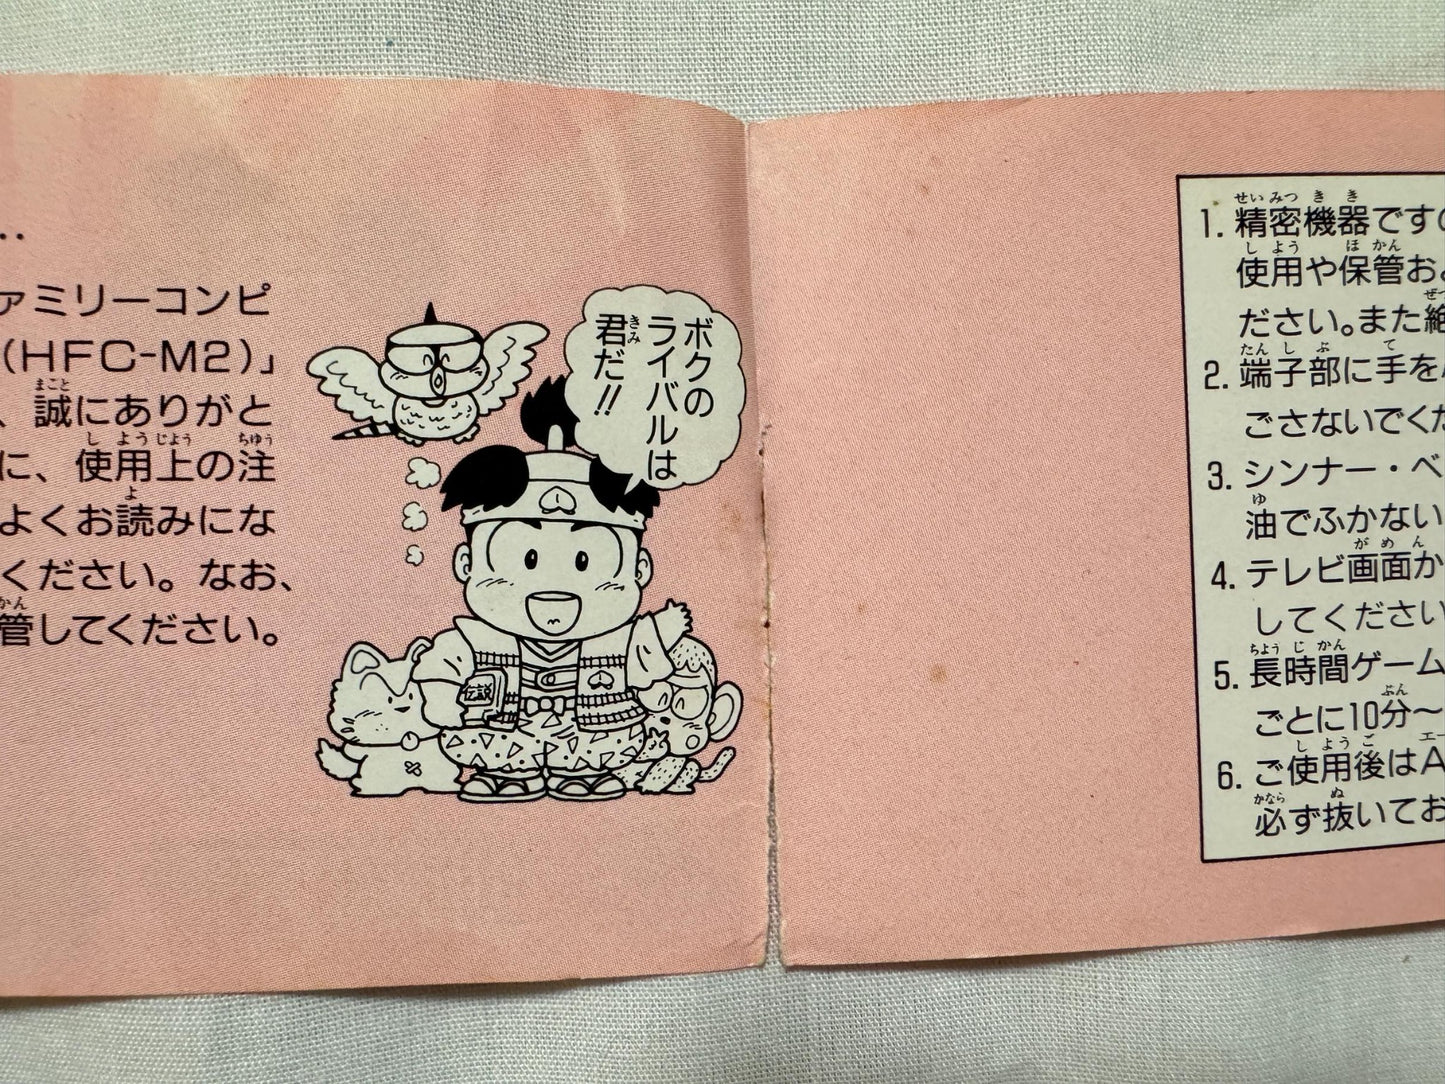 ‥
ァミリーコンピ
(HFC-M2)」
、誠にありがと
に、使用上の注
よくお読みにな
ください。なお、
管してください。
ボクの
ライバルは
君だ!!
伝説
1. 精密機器ですの
使用や保管およ
ださい。また絶
2. 端子部に手を
ごさないでくだ
3. シンナー・ベ
油でふかない
4. テレビ画面か
してください
5. 長時間ゲーム
ごとに10分〜
6. ご使用後はA
必ず抜いてお